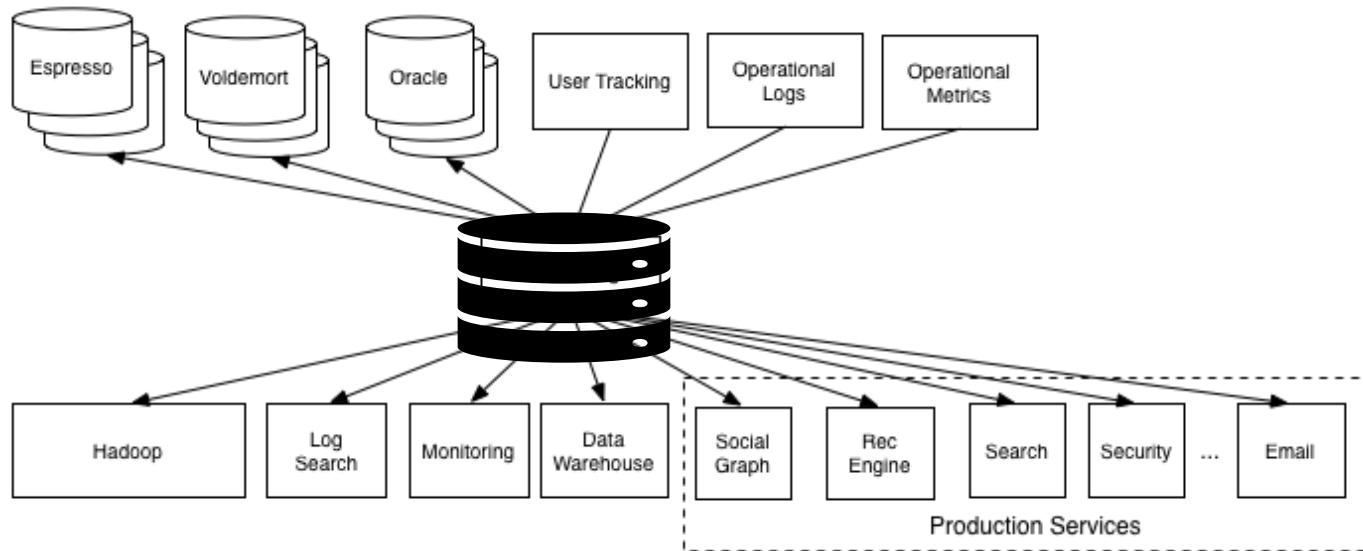 Espresso
Voldemort
Oracle
User Tracking
Operational
Logs
Operational
Metrics
Hadoop
Log
Search
Monitoring
Data
Warehouse
Social
Graph
Rec
Engine
Search
Security
...
Email
Production Services